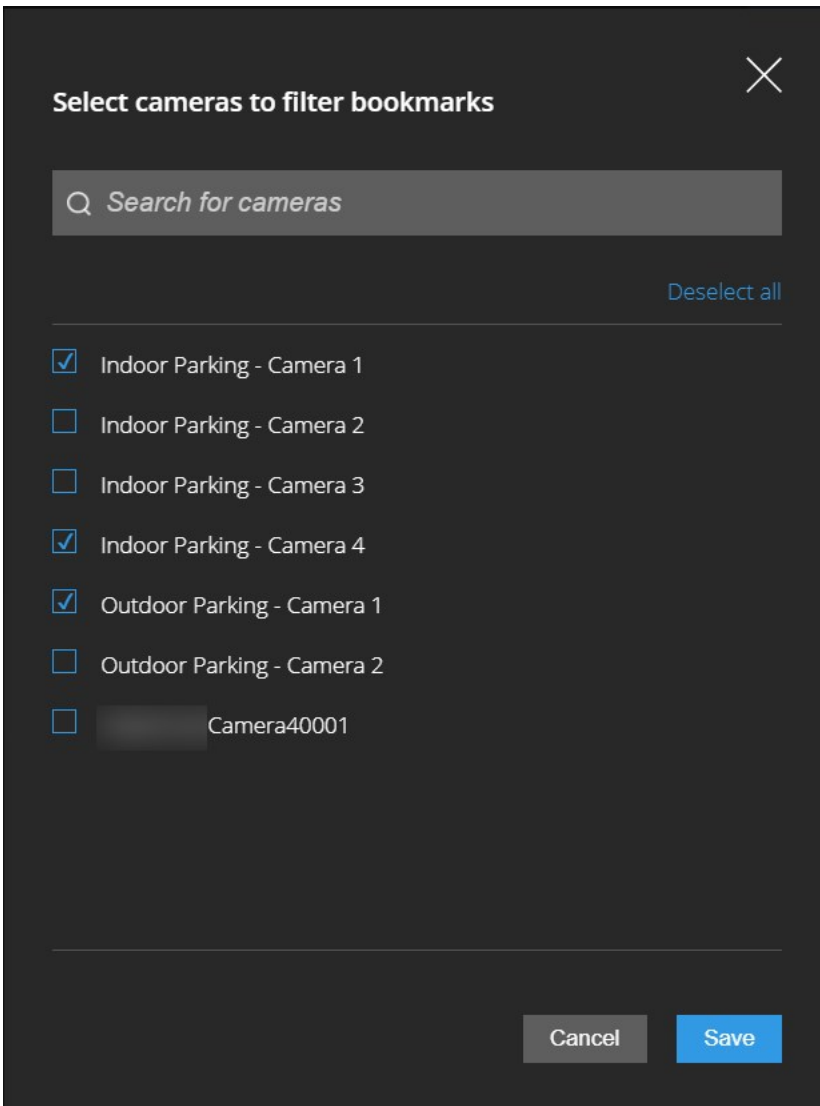 Select cameras to filter bookmarks
Search for cameras
Deselect all
Indoor Parking - Camera 1
Indoor Parking - Camera 2
Indoor Parking - Camera 3
Indoor Parking - Camera 4
Outdoor Parking - Camera 1
Outdoor Parking - Camera 2
Camera40001
Cancel Save